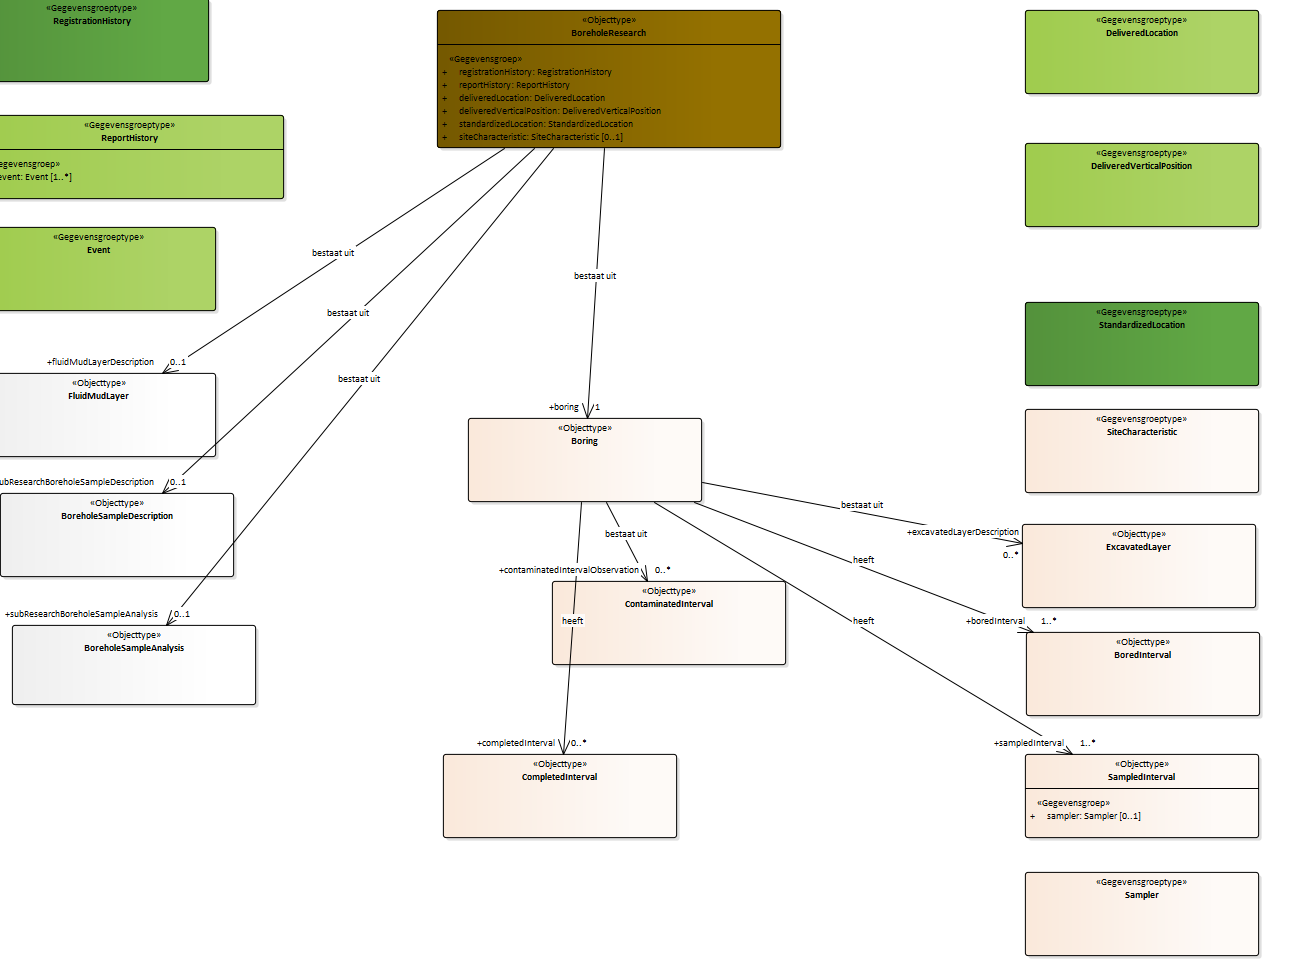 «Gegevensgroeptype»
RegistrationHistory
«Objecttype»
BoreholeResearch
«Gegevensgroep»
+ registrationHistory: RegistrationHistory
+ reportHistory: ReportHistory
+ deliveredLocation: DeliveredLocation
+ deliveredVerticalPosition: DeliveredVerticalPosition
+ standardizedLocation: StandardizedLocation
+ siteCharacteristic: SiteCharacteristic [0..1]
«Gegevensgroeptype»
DeliveredLocation
«Gegevensgroeptype»
ReportHistory
egevensgroep»
event: Event [1..*]
«Gegevensgroeptype»
DeliveredVerticalPosition
«Gegevensgroeptype»
Event
bestaat uit
bestaat uit
bestaat uit
bestaat uit
«Gegevensgroeptype»
StandardizedLocation
+fluidMudLayerDescription 0..1
«Objecttype»
FluidMudLayer
+boring 1
«Objecttype»
Boring
«Gegevensgroeptype»
SiteCharacteristic
ubResearchBoreholeSampleDescription 0..1
«Objecttype»
BoreholeSampleDescription
bestaat uit
+excavatedLayerDescription
0..*
«Objecttype»
ExcavatedLayer
bestaat uit
heeft
+contaminatedIntervalObservation 0..*
«Objecttype»
ContaminatedInterval
+subResearchBoreholeSampleAnalysis 0..1
«Objecttype»
BoreholeSampleAnalysis
heeft
heeft
+boredInterval 1..*
«Objecttype»
BoredInterval
+completedInterval 0..*
«Objecttype»
CompletedInterval
+sampledInterval 1..*
«Objecttype»
SampledInterval
«Gegevensgroep»
+ sampler: Sampler [0..1]
«Gegevensgroeptype»
Sampler